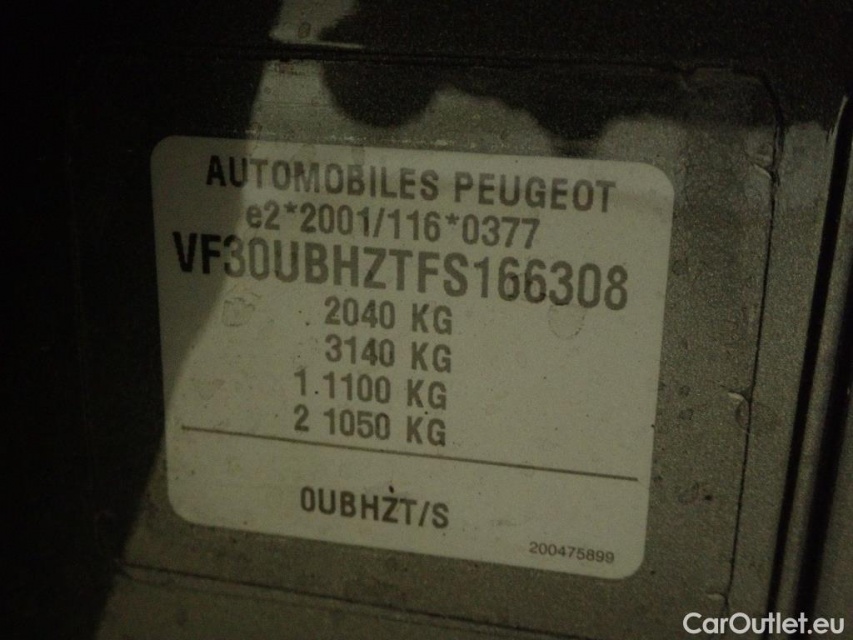 AUTOMOBILES PEUGEOT
e2*2001/116*0377
VF30UBHZTFS166308
2040 KG
3140 KG
1.1100 KG
2 1050 KG
0UBHZT/S
200475899
CarOutlet.eu